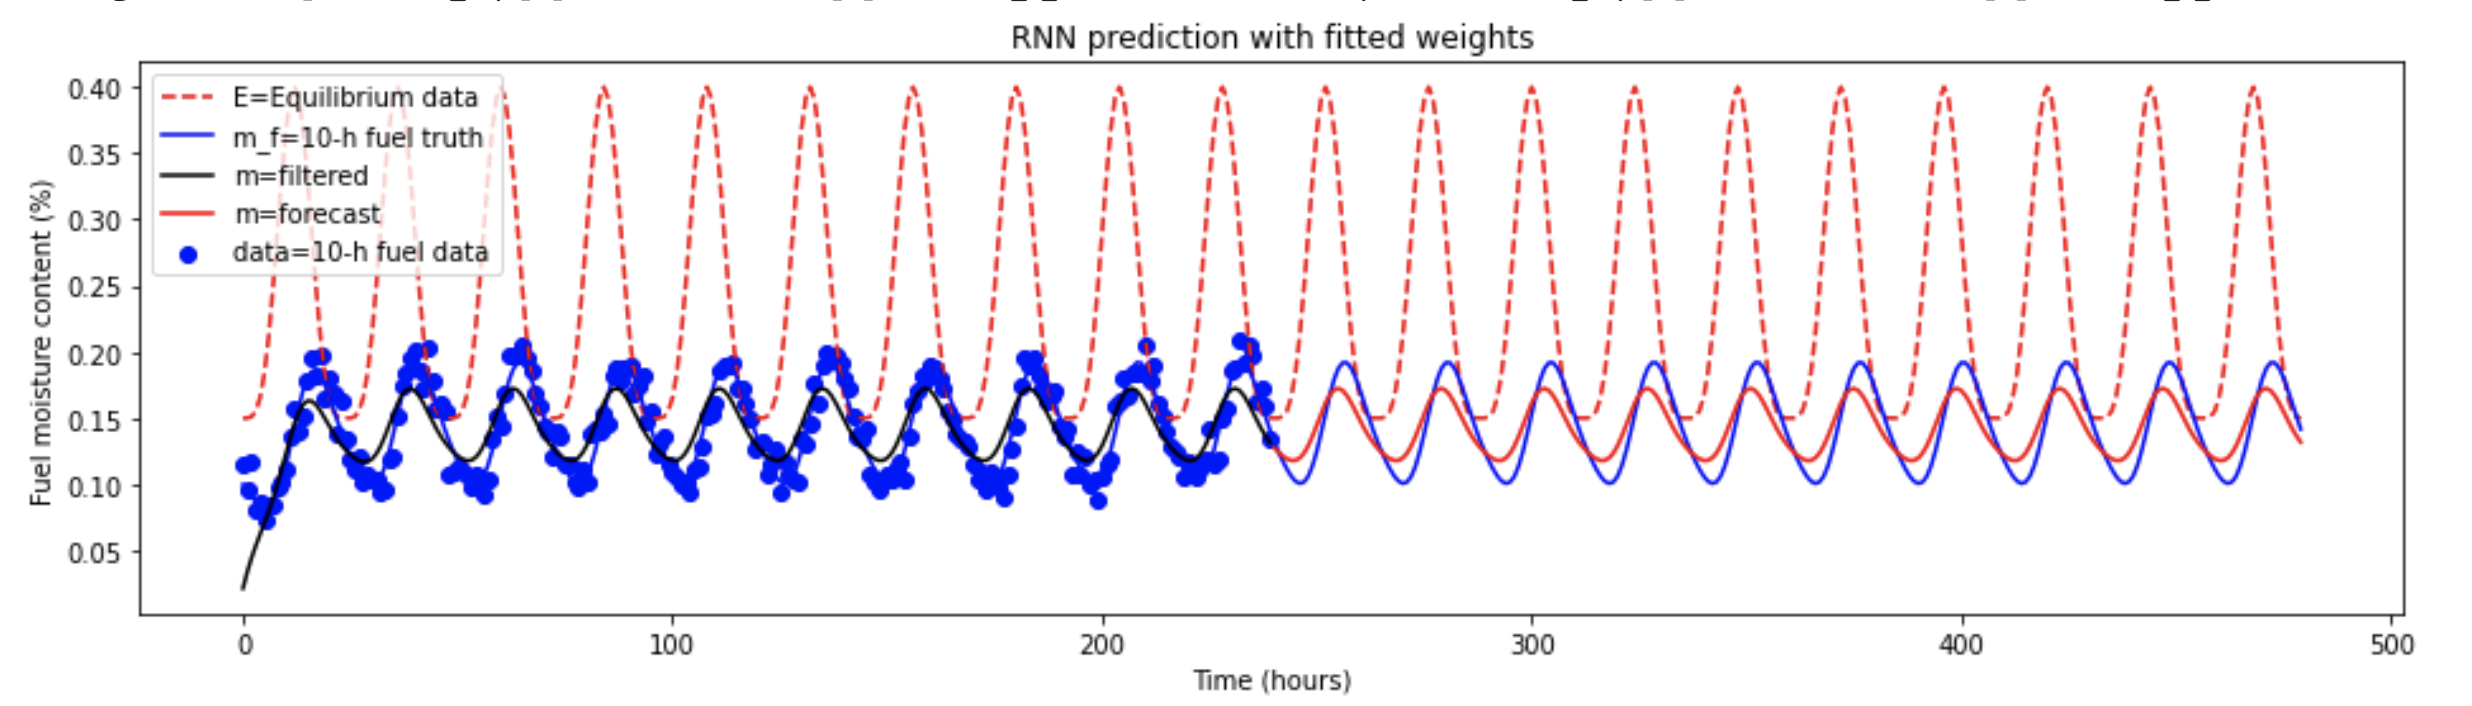 RNN prediction with fitted weights
E=Equilibrium data
m_f=10-h fuel truth
m=filtered
m=forecast
data=10-h fuel data
Fuel moisture content (%)
0.40
0.35
0.30
0.25
0.20
0.15
0.10
0.05
0 100 200 300 400 500
Time (hours)